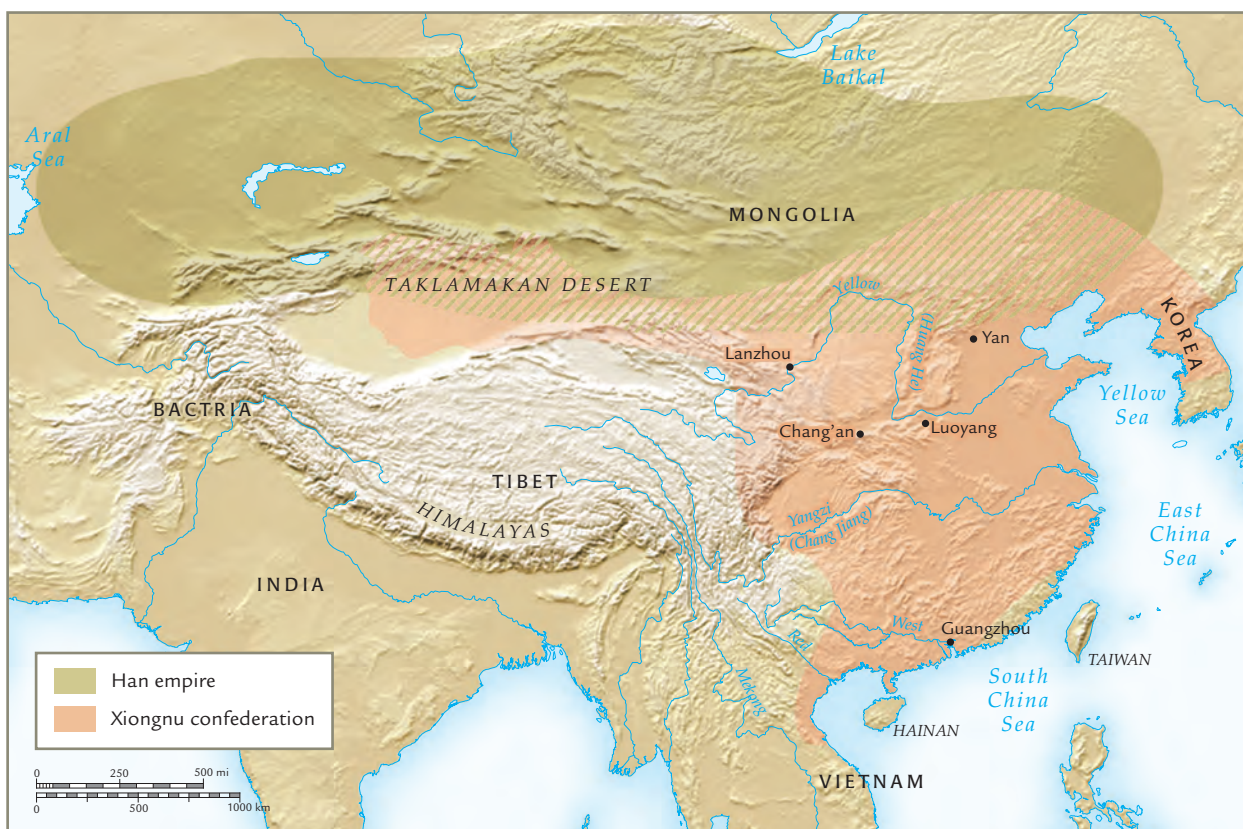 Lake
Baikal
Aral
Sea
MONGOLIA
TAKLAMAKAN DESERT
Yellow
(Huang He)
KOREA
Yan
Lanzhou
Yellow
Sea
BACTRIA
Chang'an
Luoyang
TIBET
HIMALAYAS
Yangzi
(Chang Jiang)
East
China
Sea
INDIA
West
Guangzhou
Red
TAIWAN
Han empire
Xiongnu confederation
Mekong
South
China
Sea
HAINAN
VIETNAM
0 250 500 mi
0 500 1000 km